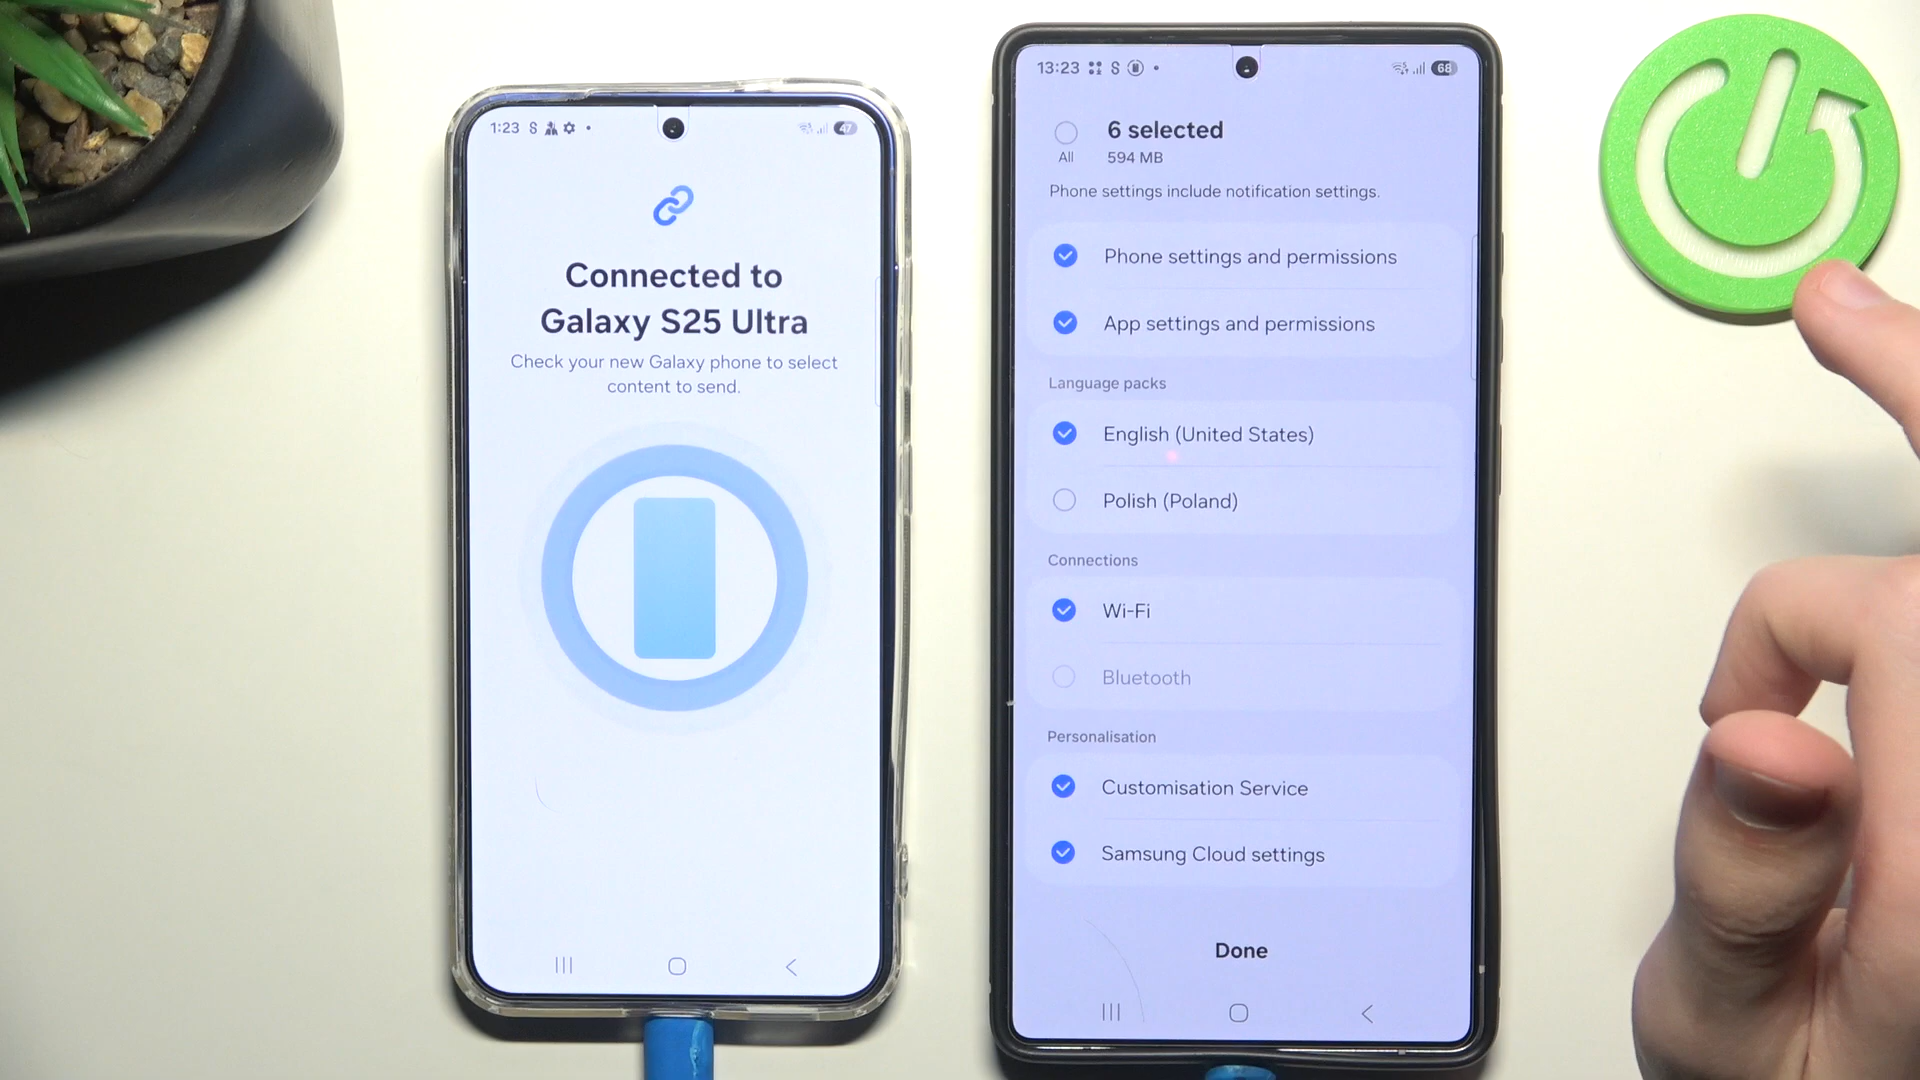 1:23
47
Connected to
Galaxy S25 Ultra
Check your new Galaxy phone to select
content to send.
13:23
68
6 selected
All
594 MB
Phone settings include notification settings.
Phone settings and permissions
App settings and permissions
Language packs
English (United States)
Polish (Poland)
Connections
Wi-Fi
Bluetooth
Personalisation
Customisation Service
Samsung Cloud settings
Done